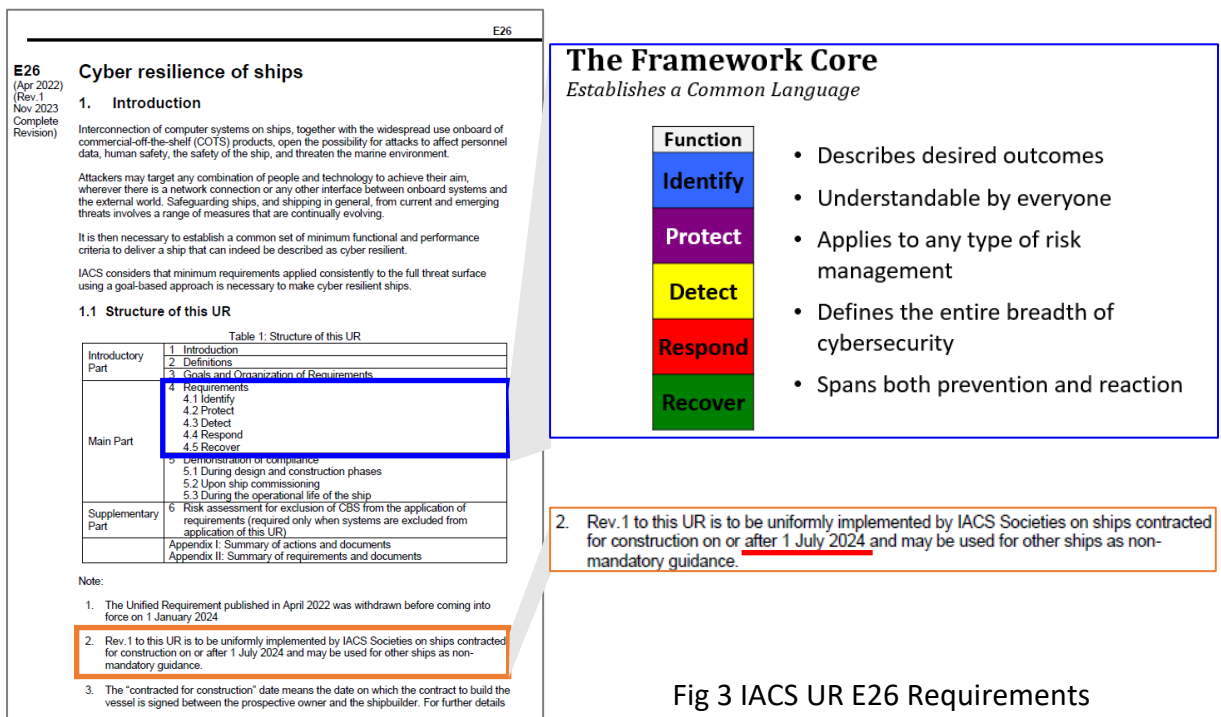 E26
E26
(Apr 2022)
(Rev.1
Nov 2023
Complete
Revision)
Cyber resilience of ships
1. Introduction
Interconnection of computer systems on ships, together with the widespread use onboard of
commercial-off-the-shelf (COTS) products, open the possibility for attacks to affect personnel
data, human safety, the safety of the ship, and threaten the marine environment.
Attackers may target any combination of people and technology to achieve their aim,
wherever there is a network connection or any other interface between onboard systems and
the external world. Safeguarding ships, and shipping in general, from current and emerging
threats involves a range of measures that are continually evolving.
It is then necessary to establish a common set of minimum functional and performance
criteria to deliver a ship that can indeed be described as cyber resilient.
IACS considers that minimum requirements applied consistently to the full threat surface
using a goal-based approach is necessary to make cyber resilient ships.
1.1 Structure of this UR
Table 1: Structure of this UR
Introductory
Part
1 Introduction
2 Definitions
3 Goals and Organization of Requirements
Main Part
4 Requirements
4.1 Identify
4.2 Protect
4.3 Detect
4.4 Respond
4.5 Recover
5 Demonstration of compliance
5.1 During design and construction phases
5.2 Upon ship commissioning
5.3 During the operational life of the ship
Supplementary
Part
6 Risk assessment for exclusion of CBS from the application of
requirements (required only when systems are excluded from
application of this UR)
Appendix I: Summary of actions and documents
Appendix II: Summary of requirements and documents
Note:
1. The Unified Requirement published in April 2022 was withdrawn before coming into
force on 1 January 2024
2. Rev.1 to this UR is to be uniformly implemented by IACS Societies on ships contracted
for construction on or after 1 July 2024 and may be used for other ships as non-
mandatory guidance.
3. The "contracted for construction" date means the date on which the contract to build the
vessel is signed between the prospective owner and the shipbuilder. For further details
The Framework Core
Establishes a Common Language
Function
Identify
Protect
Detect
Respond
Recover
• Describes desired outcomes
• Understandable by everyone
• Applies to any type of risk
management
• Defines the entire breadth of
cybersecurity
• Spans both prevention and reaction
2. Rev.1 to this UR is to be uniformly implemented by IACS Societies on ships contracted
for construction on or after 1 July 2024 and may be used for other ships as non-
mandatory guidance.
Fig 3 IACS UR E26 Requirements